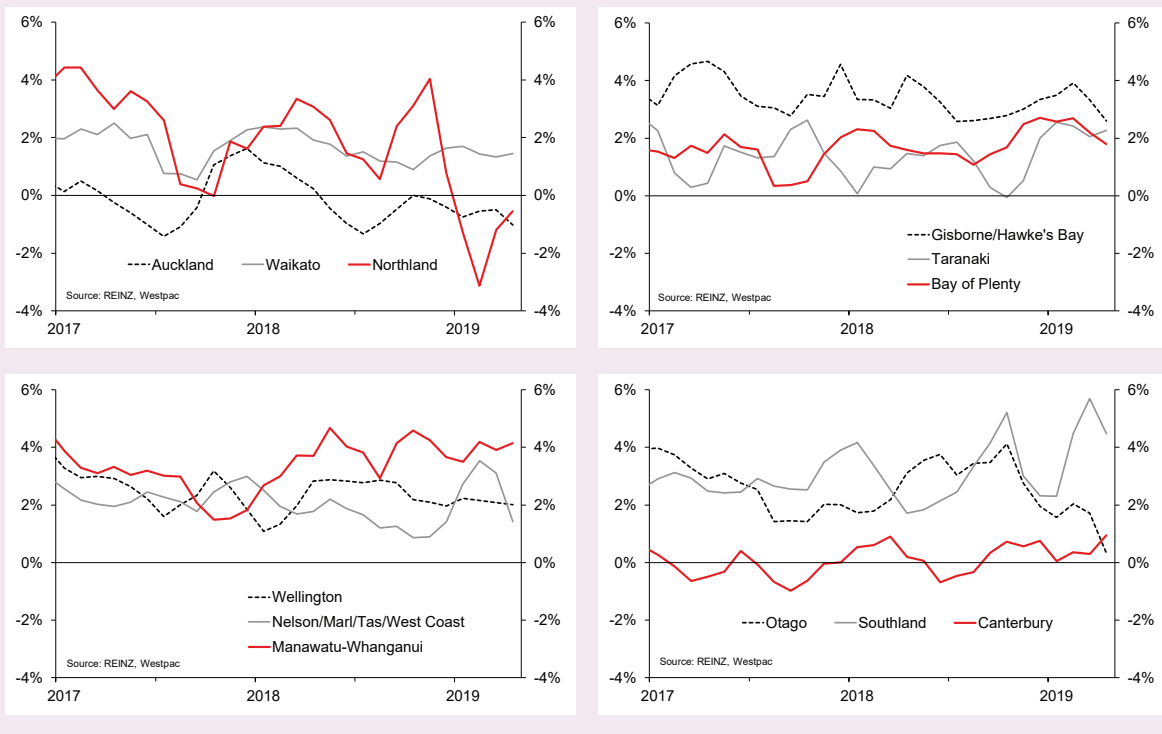 6% 6%
4% 4%
2% 2%
0% 0%
-2% -2%
Auckland Waikato Northland
Source: REINZ, Westpac
-4% -4%
2017 2018 2019
6% 6%
4% 4%
2% 2%
0% 0%
Gisborne/Hawke's Bay
-2% -2%
Taranaki
Bay of Plenty
Source: REINZ, Westpac
-4% -4%
2017 2018 2019
6% 6%
4% 4%
2% 2%
0% 0%
Wellington
-2% -2%
Nelson/Marl/Tas/West Coast
Manawatu-Whanganui
Source: REINZ, Westpac
-4% -4%
2017 2018 2019
6% 6%
4% 4%
2% 2%
0% 0%
-2% -2%
Otago Southland Canterbury
Source: REINZ, Westpac
-4% -4%
2017 2018 2019